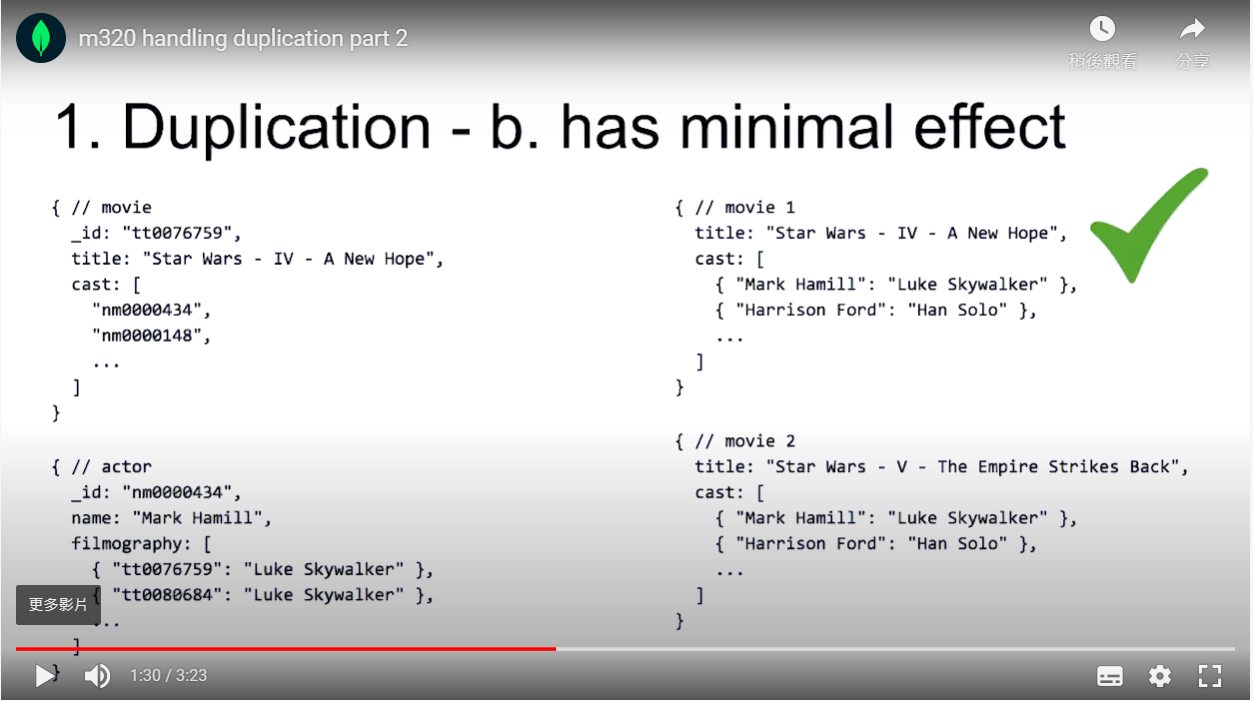 m320 handling duplication part 2
稍後觀看
分享
1. Duplication - b. has minimal effect
{ // movie
_id: "tt0076759",
title: "Star Wars - IV - A New Hope",
cast: [
"nm0000434",
"nm0000148",
...
]
}
{ // actor
_id: "nm0000434",
name: "Mark Hamill",
filmography: [
{ "tt0076759": "Luke Skywalker" },
{ "tt0080684": "Luke Skywalker" },
...
]
}
{ // movie 1
title: "Star Wars - IV - A New Hope",
cast: [
{ "Mark Hamill": "Luke Skywalker" },
{ "Harrison Ford": "Han Solo" },
...
]
}
{ // movie 2
title: "Star Wars - V - The Empire Strikes Back",
cast: [
{ "Mark Hamill": "Luke Skywalker" },
{ "Harrison Ford": "Han Solo" },
...
]
}
更多影片
1:30 / 3:23